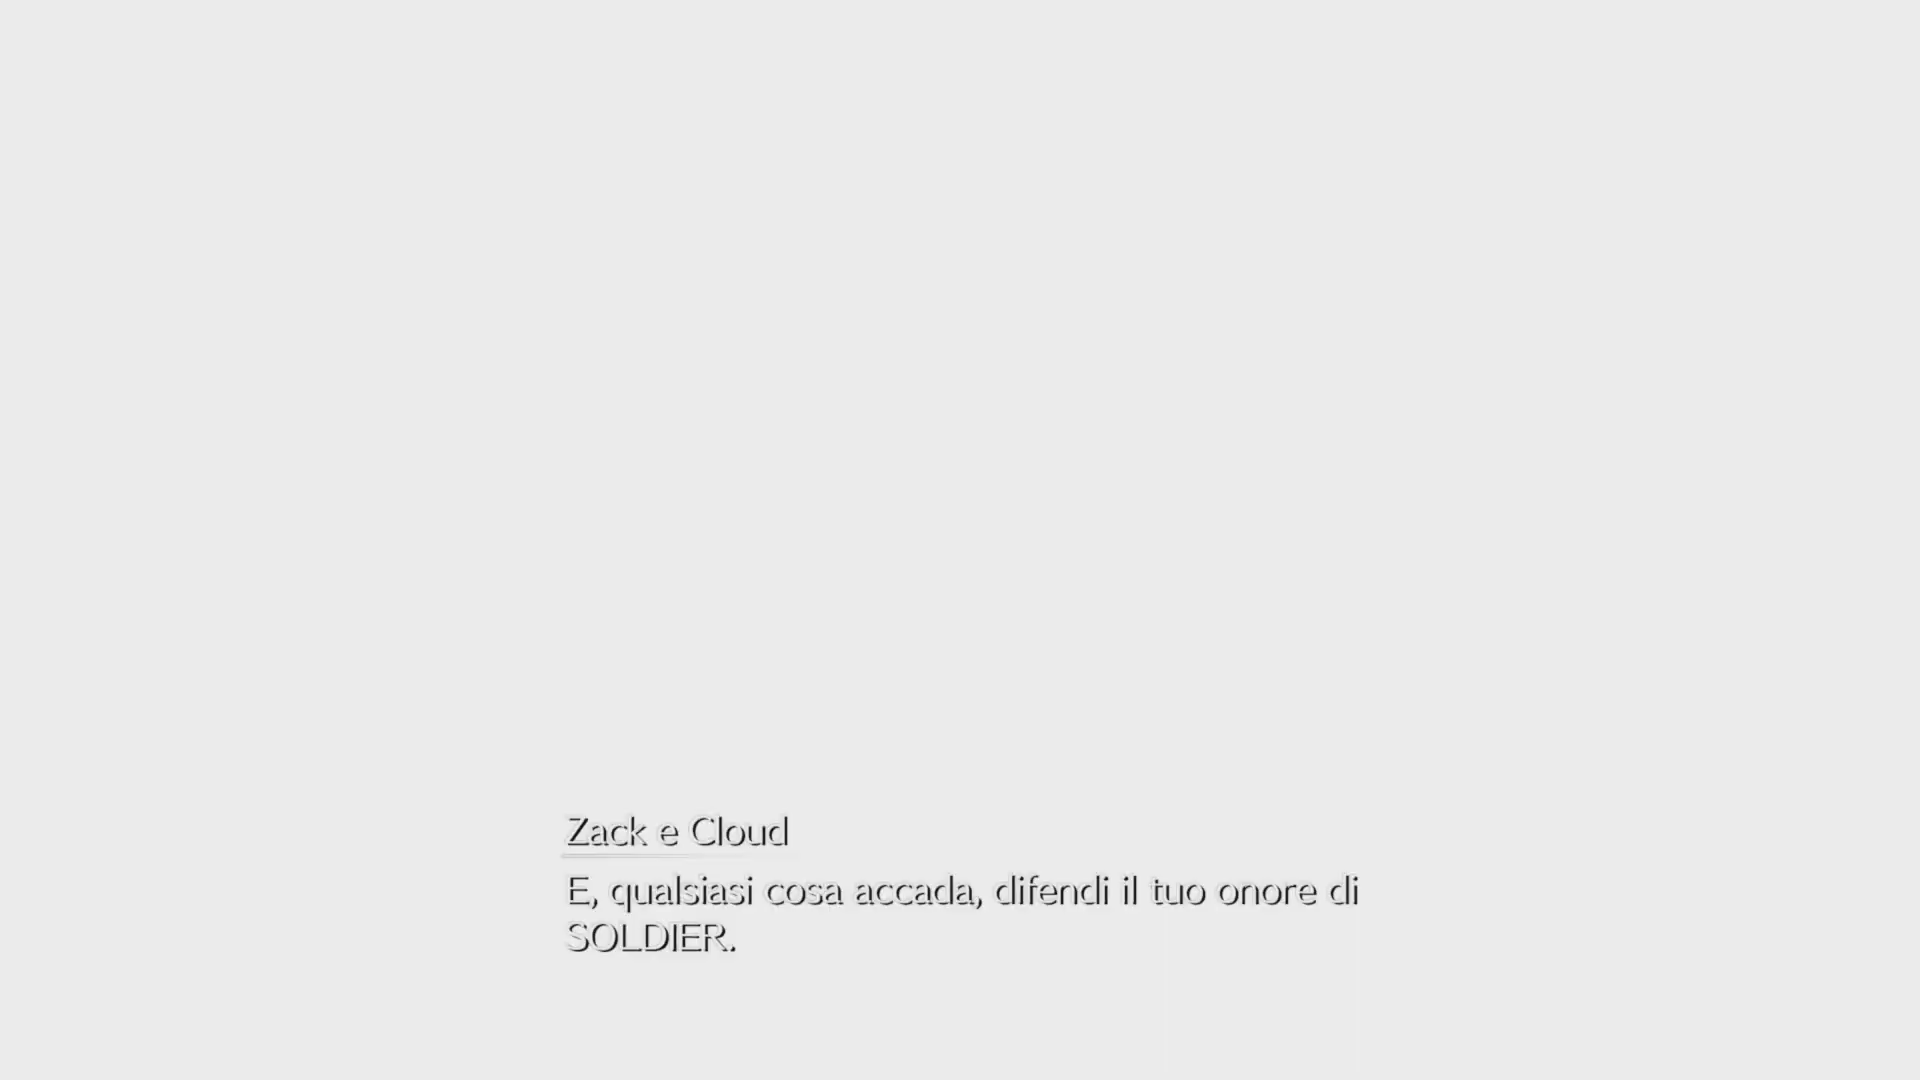 Zack e Cloud
E, qualsiasi cosa accada, difendi il tuo onore di
SOLDIER.